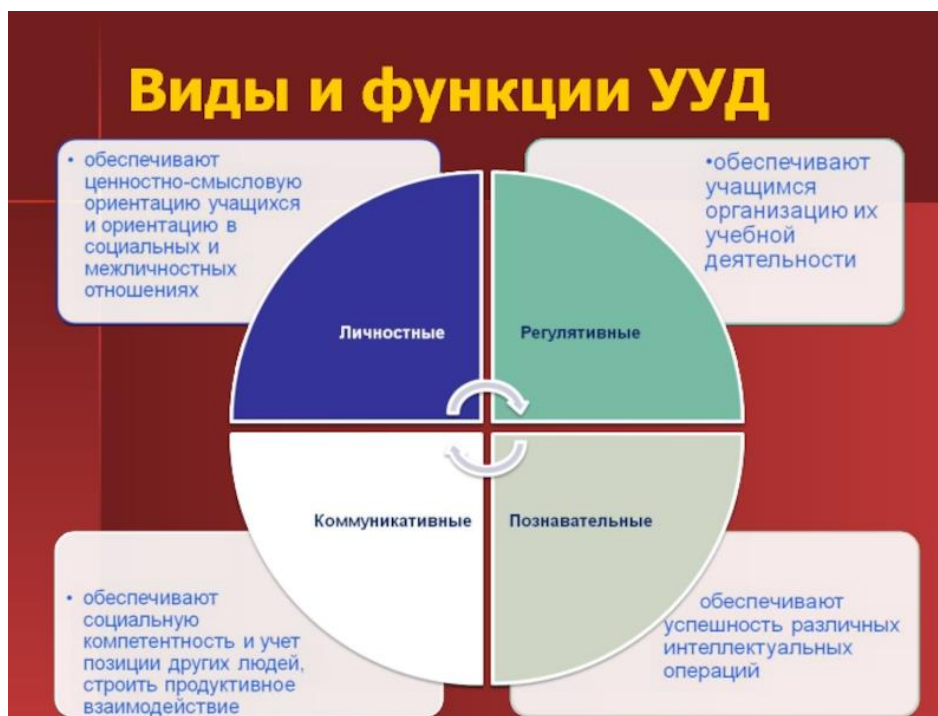 Виды и функции УУД
• обеспечивают
ценностно-смысловую
ориентацию учащихся
и ориентацию в
социальных и
межличностных
отношениях
•обеспечивают
учащимся
организацию их
учебной
деятельности
Личностные
Регулятивные
Коммуникативные
Познавательные
• обеспечивают
социальную
компетентность и учет
позиции других людей,
строить продуктивное
взаимодействие
обеспечивают
успешность различных
интеллектуальных
операций